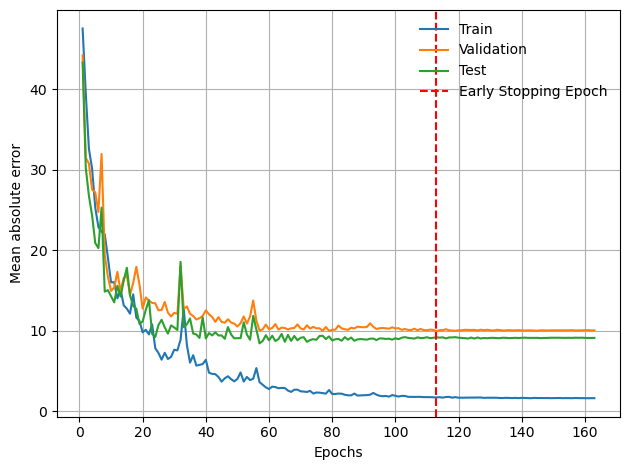 Train
Validation
Test
Early Stopping Epoch
40
30
20
10
0
Mean absolute error
0 20 40 60 80 100 120 140 160
Epochs